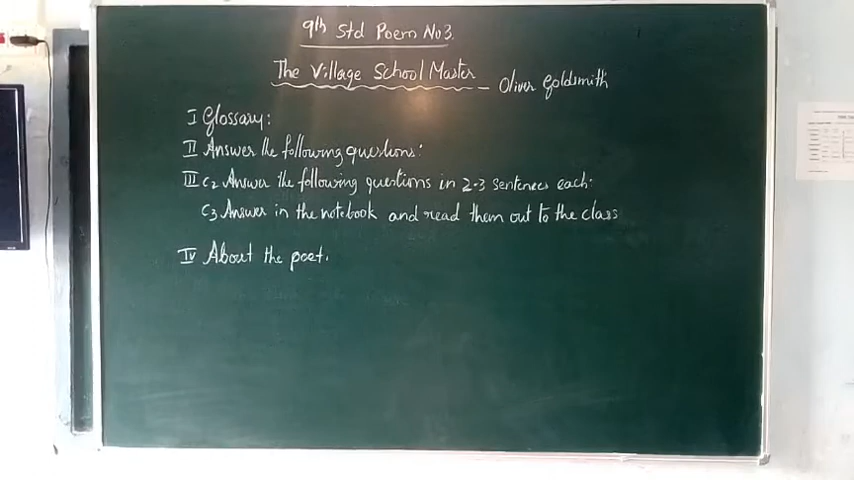 9th Std Poem No 3.
The Village School Master - Oliver Goldsmith
I Glossary:
II Answer the following questions:
III C2 Answer the following questions in 2-3 sentences each.
C3 Answer in the notebook and read them out to the class
IV About the poet.